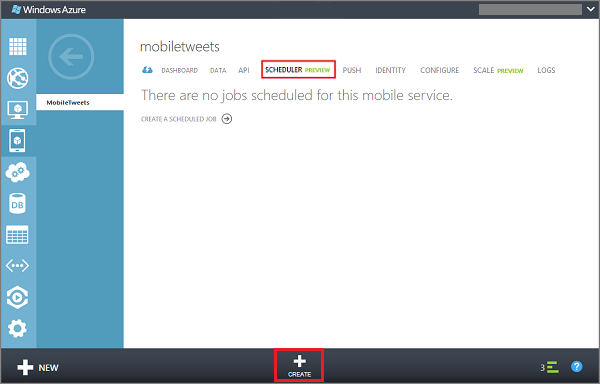 Windows Azure
mobiletweets
DASHBOARD DATA API SCHEDULER PREVIEW PUSH IDENTITY CONFIGURE SCALE PREVIEW LOGS
MobileTweets
There are no jobs scheduled for this mobile service.
CREATE A SCHEDULED JOB
DB
NEW
CREATE
3
?